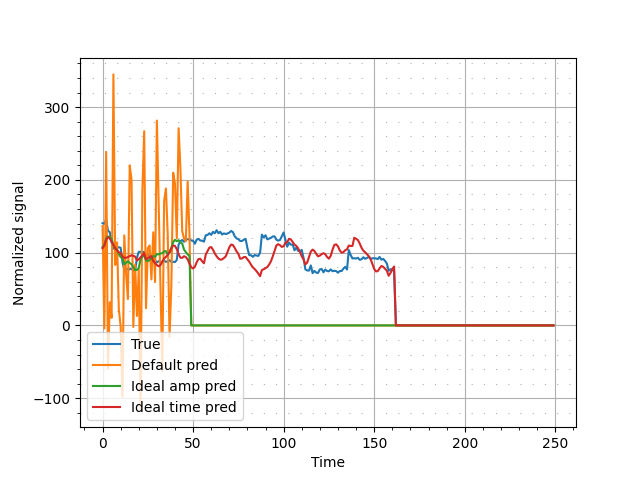 Normalized signal
300
200
100
0
−100
True
Default pred
Ideal amp pred
Ideal time pred
0
50
100
150
200
250
Time